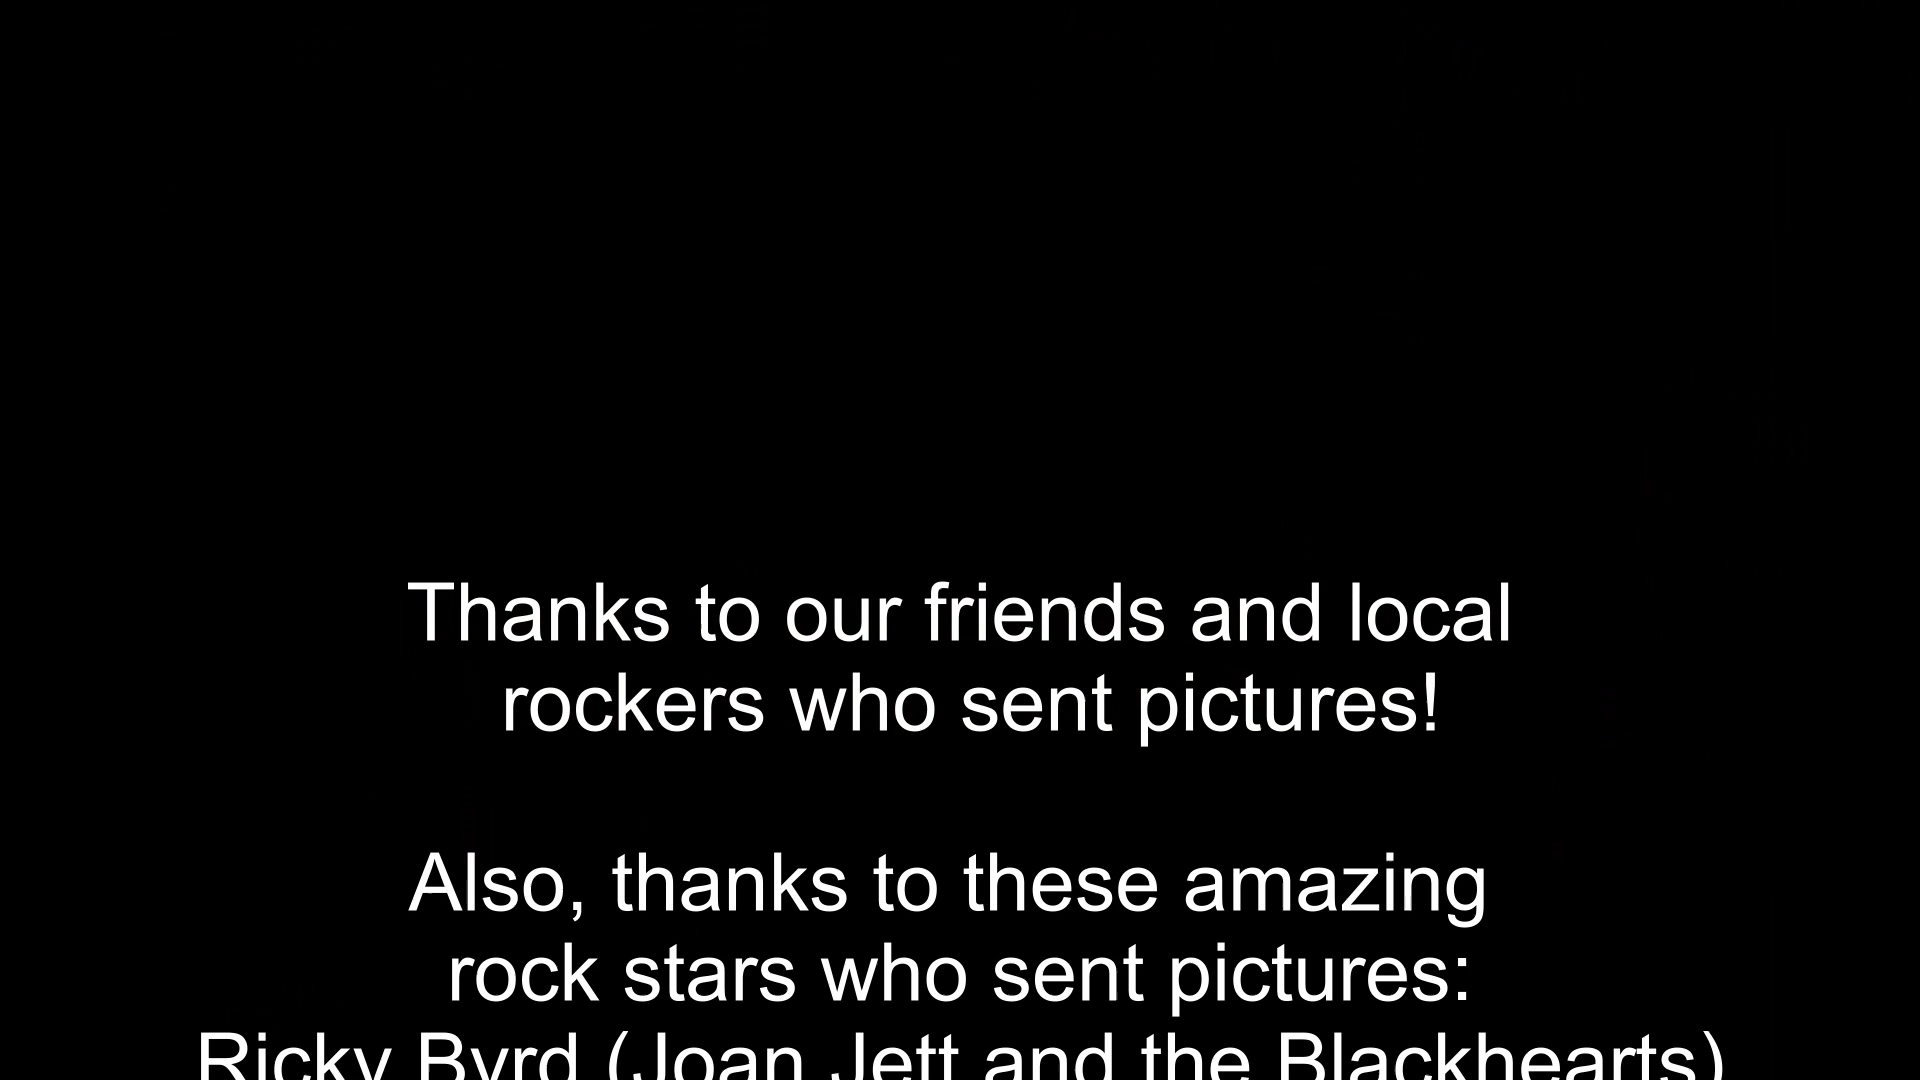 Thanks to our friends and local
rockers who sent pictures!
Also, thanks to these amazing
rock stars who sent pictures:
Ricky Byrd (Joan Jett and the Blackhearts)